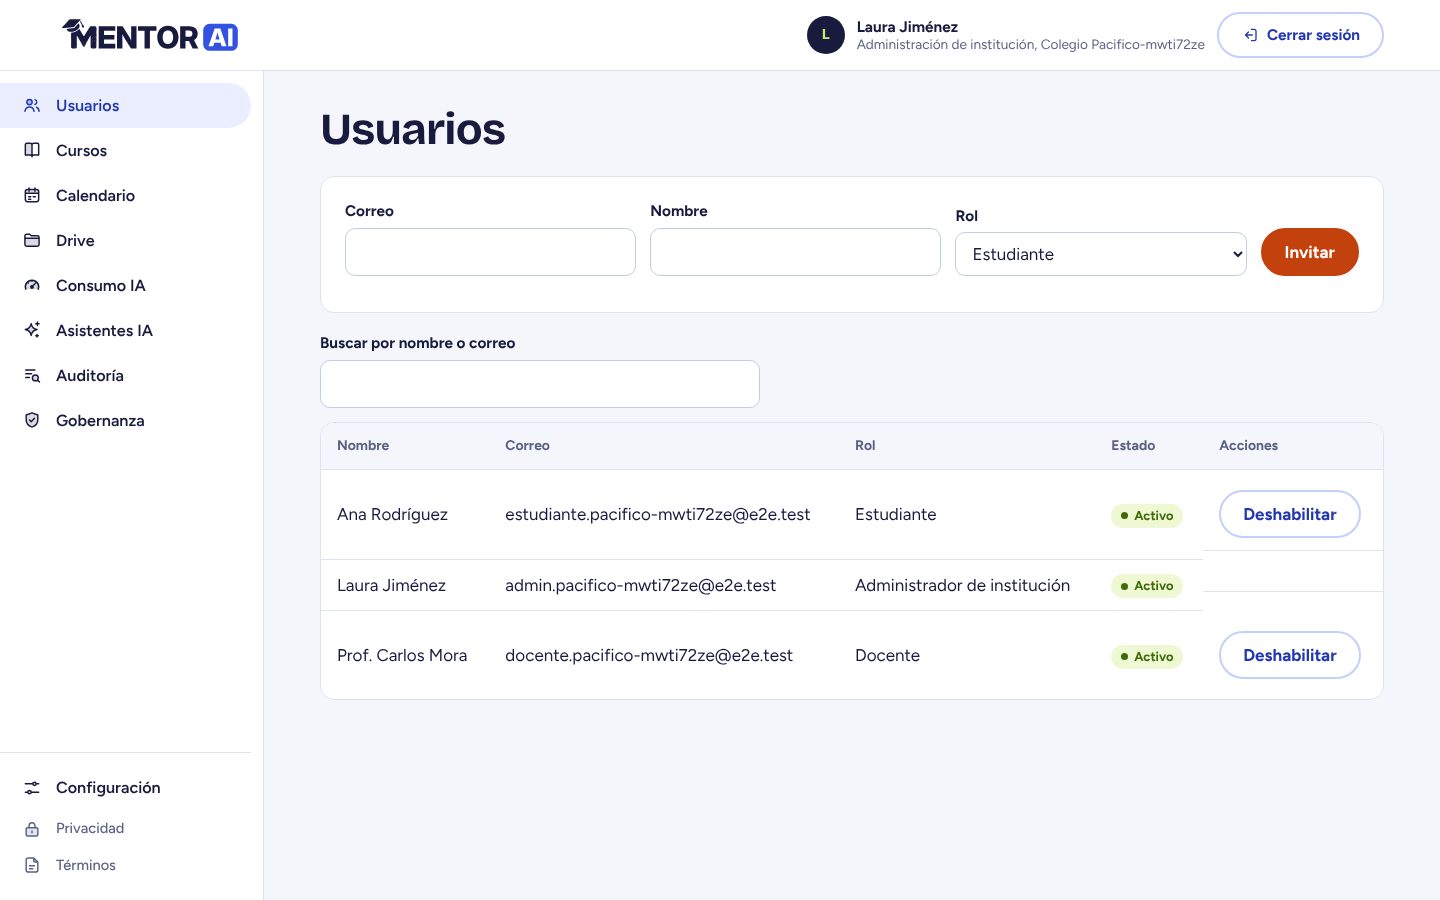 MENTOR AI
L
Laura Jiménez
Administración de institución, Colegio Pacifico-mwti72ze
Cerrar sesión
Usuarios
Cursos
Calendario
Drive
Consumo IA
Asistentes IA
Auditoría
Gobernanza
Configuración
Privacidad
Términos
Usuarios
Correo
Nombre
Rol
Estudiante
Invitar
Buscar por nombre o correo
Nombre Correo Rol Estado Acciones
Ana Rodríguez estudiante.pacifico-mwti72ze@e2e.test Estudiante Activo Deshabilitar
Laura Jiménez admin.pacifico-mwti72ze@e2e.test Administrador de institución Activo
Prof. Carlos Mora docente.pacifico-mwti72ze@e2e.test Docente Activo Deshabilitar